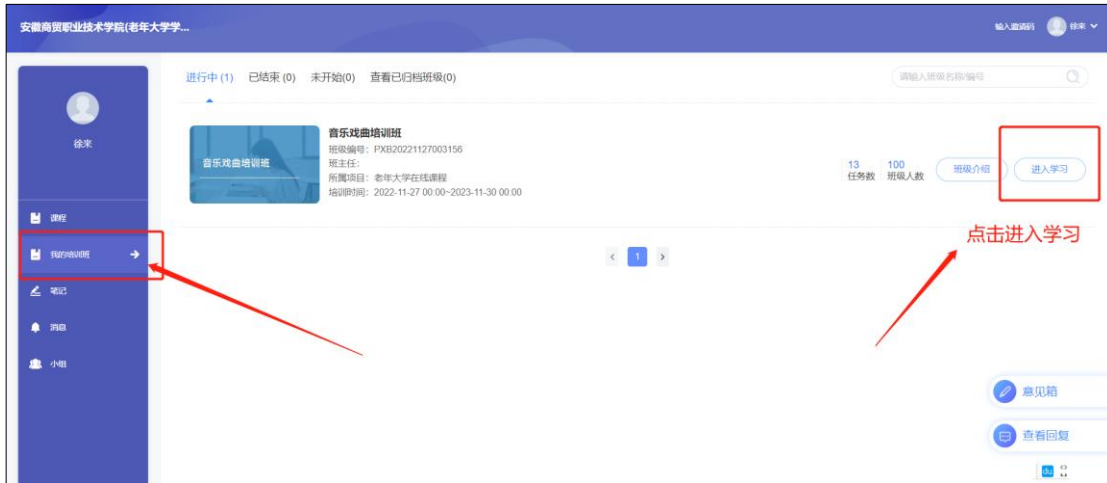 安徽商贸职业技术学院(老年大学学...
输入邀请码
徐来
徐来
课程
我的培训班
笔记
消息
小组
进行中 (1) 已结束 (0) 未开始(0) 查看已归档班级(0)
请输入班级名称/编号
音乐戏曲培训班
音乐戏曲培训班
班级编号：PXB20221127003156
班主任：
所属项目：老年大学在线课程
培训时间：2022-11-27 00:00~2023-11-30 00:00
13 100
任务数 班级人数
班级介绍
进入学习
点击进入学习
< 1 >
意见箱
查看回复
du